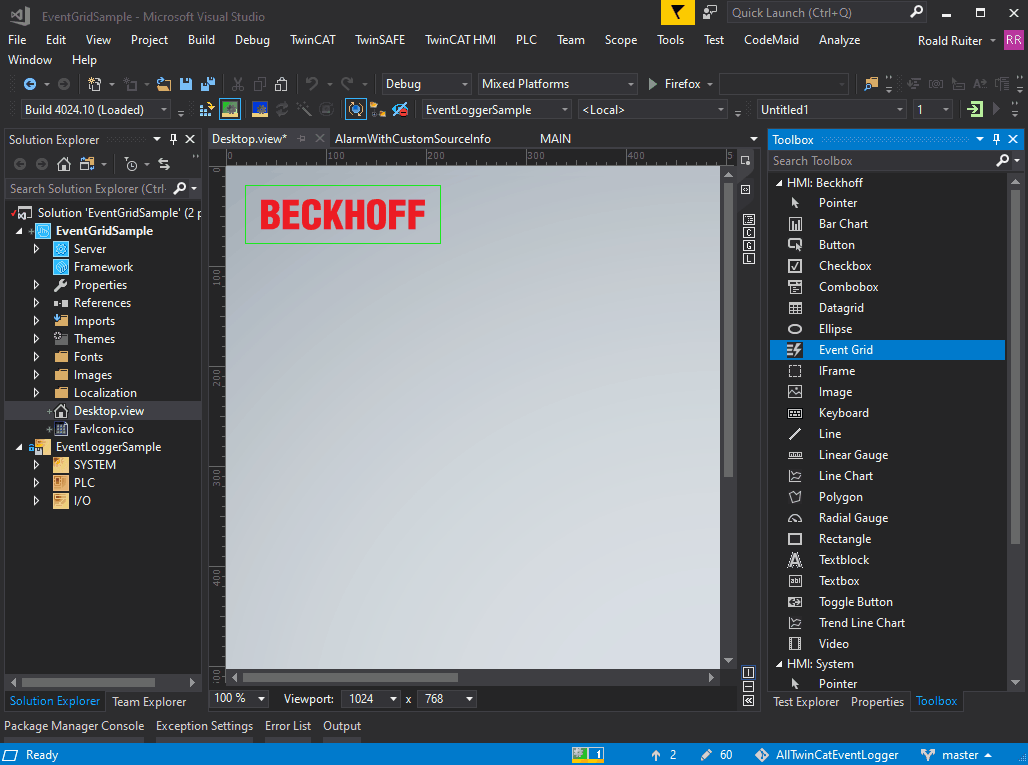 EventGridSample - Microsoft Visual Studio
Quick Launch (Ctrl+Q)
File Edit View Project Build Debug TwinCAT TwinSAFE TwinCAT HMI PLC Team Scope Tools Test CodeMaid Analyze
Roald Ruiter RR
Window Help
Debug Mixed Platforms Firefox
Build 4024.10 (Loaded) EventLoggerSample <Local> Untitled1 1
Solution Explorer
Search Solution Explorer (Ctrl-
Solution 'EventGridSample' (2 p
EventGridSample
Server
Framework
Properties
References
Imports
Themes
Fonts
Images
Localization
Desktop.view
FavIcon.ico
EventLoggerSample
SYSTEM
PLC
I/O
Solution Explorer Team Explorer
Desktop.view* AlarmWithCustomSourceInfo MAIN
0 100 200 300 400 5
0
100
200
300
400
BECKHOFF
C
G
L
100 % Viewport: 1024 x 768
Toolbox
Search Toolbox
HMI: Beckhoff
Pointer
Bar Chart
Button
Checkbox
Combobox
Datagrid
Ellipse
Event Grid
IFrame
Image
Keyboard
Line
Linear Gauge
Line Chart
Polygon
Radial Gauge
Rectangle
Textblock
Textbox
Toggle Button
Trend Line Chart
Video
HMI: System
Pointer
Test Explorer Properties Toolbox
Package Manager Console Exception Settings Error List Output
Ready 1 2 60 AllTwinCatEventLogger master